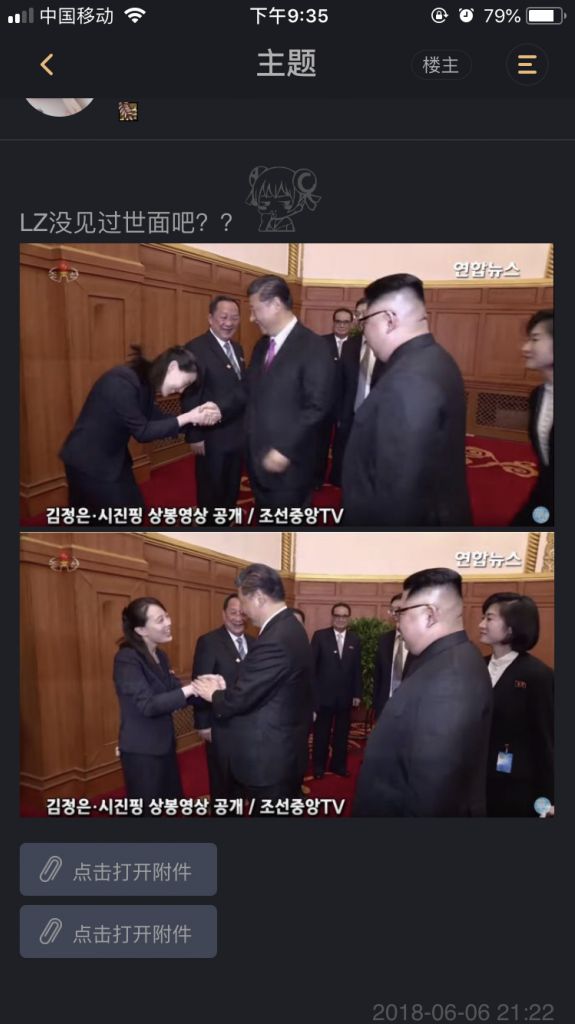 中国移动
下午9:35
79%
主题
楼主
LZ没见过世面吧？？
연합뉴스
김정은·시진핑 상봉영상 공개 / 조선중앙TV
연합뉴스
김정은·시진핑 상봉영상 공개 / 조선중앙TV
点击打开附件
点击打开附件
2018-06-06 21:22